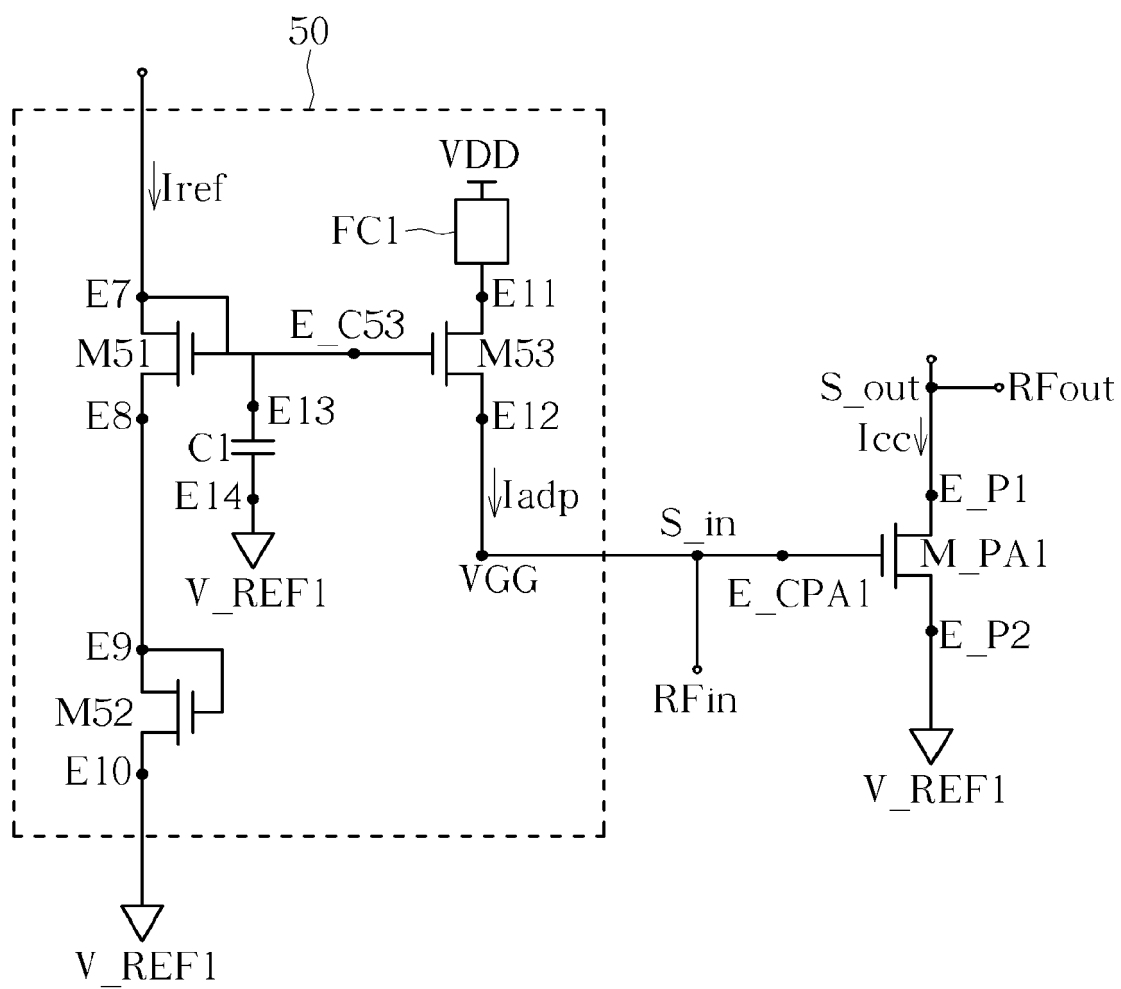 50
Iref
VDD
FC1
E7
E11
E_C53
M51
M53
E8
E13
E12
C1
E14
Iadp
V_REF1
VGG
S_in
E_CPA1
RFin
S_out
RFout
Icc
E_P1
M_PA1
E_P2
V_REF1
E9
M52
E10
V_REF1